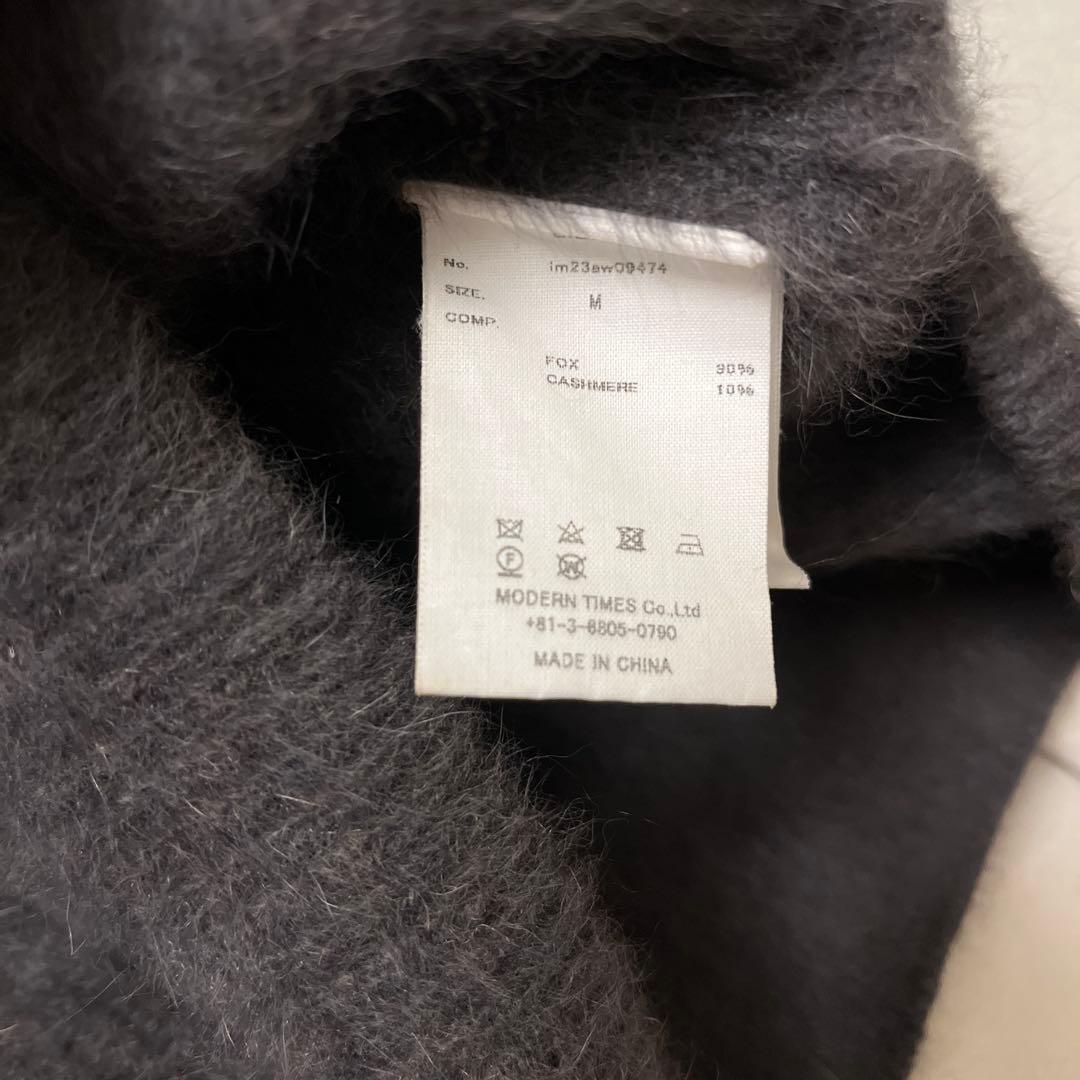 No. im23aw09474
SIZE. M
COMP.
FOX 90%
CASHMERE 10%
F
W
MODERN TIMES Co.,Ltd
+81-3-6805-0790
MADE IN CHINA